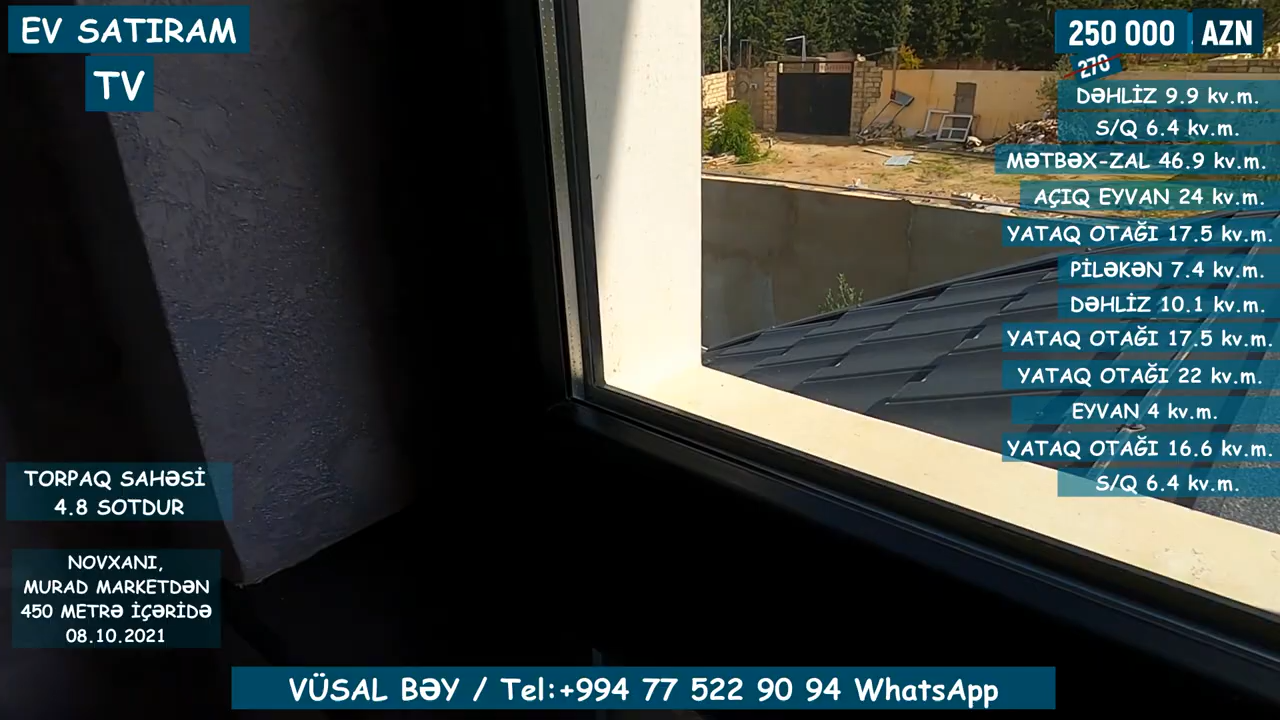 EV SATIRAM
TV
250 000 AZN
270
DƏHLİZ 9.9 kv.m.
S/Q 6.4 kv.m.
MƏTBƏX-ZAL 46.9 kv.m.
AÇIQ EYVAN 24 kv.m.
YATAQ OTAĞI 17.5 kv.m.
PİLƏKƏN 7.4 kv.m.
DƏHLİZ 10.1 kv.m.
YATAQ OTAĞI 17.5 kv.m.
YATAQ OTAĞI 22 kv.m.
EYVAN 4 kv.m.
YATAQ OTAĞI 16.6 kv.m.
S/Q 6.4 kv.m.
TORPAQ SAHƏSİ
4.8 SOTDUR
NOVXANI,
MURAD MARKETDƏN
450 METRƏ İÇƏRİDƏ
08.10.2021
VÜSAL BƏY / Tel:+994 77 522 90 94 WhatsApp